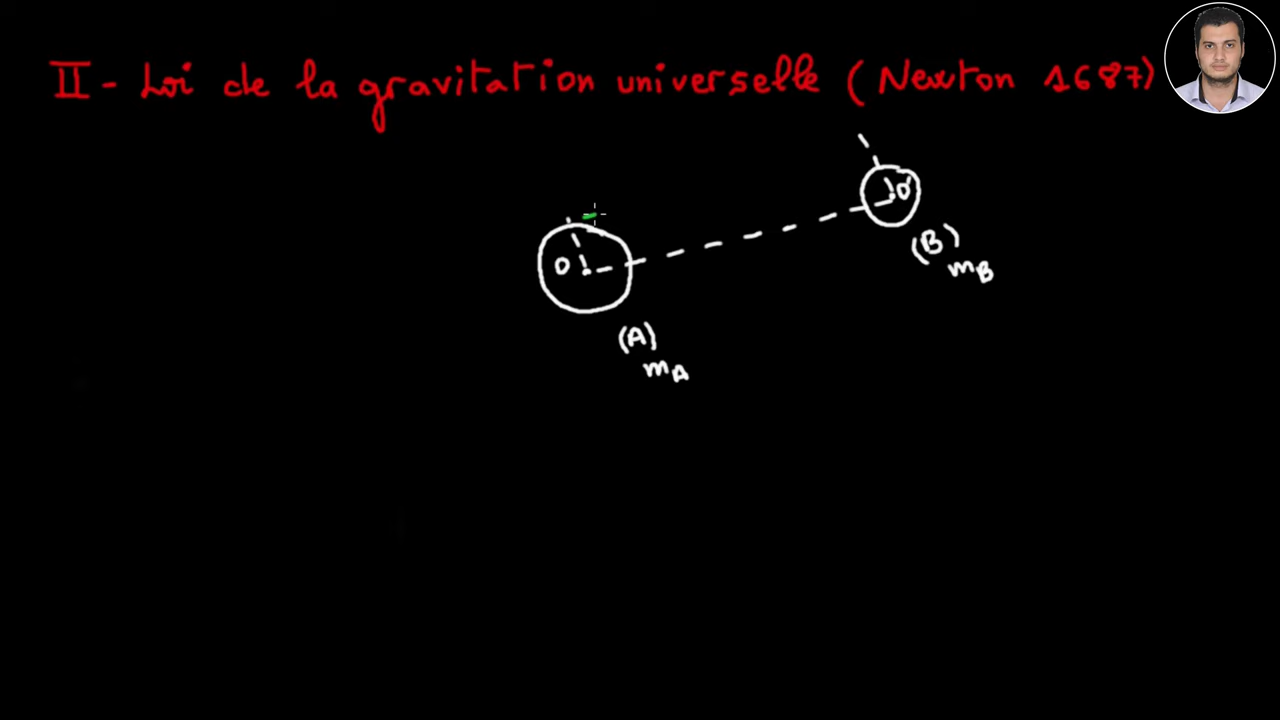 II - Loi de la gravitation universelle (Newton 1687)
O'
(B)
mB
O
(A)
mA